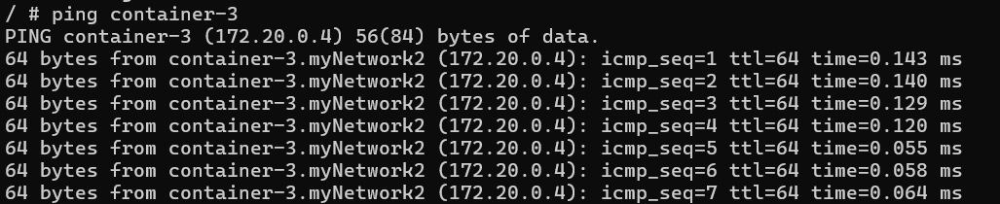 / # ping container-3
PING container-3 (172.20.0.4) 56(84) bytes of data.
64 bytes from container-3.myNetwork2 (172.20.0.4): icmp_seq=1 ttl=64 time=0.143 ms
64 bytes from container-3.myNetwork2 (172.20.0.4): icmp_seq=2 ttl=64 time=0.140 ms
64 bytes from container-3.myNetwork2 (172.20.0.4): icmp_seq=3 ttl=64 time=0.129 ms
64 bytes from container-3.myNetwork2 (172.20.0.4): icmp_seq=4 ttl=64 time=0.120 ms
64 bytes from container-3.myNetwork2 (172.20.0.4): icmp_seq=5 ttl=64 time=0.055 ms
64 bytes from container-3.myNetwork2 (172.20.0.4): icmp_seq=6 ttl=64 time=0.058 ms
64 bytes from container-3.myNetwork2 (172.20.0.4): icmp_seq=7 ttl=64 time=0.064 ms